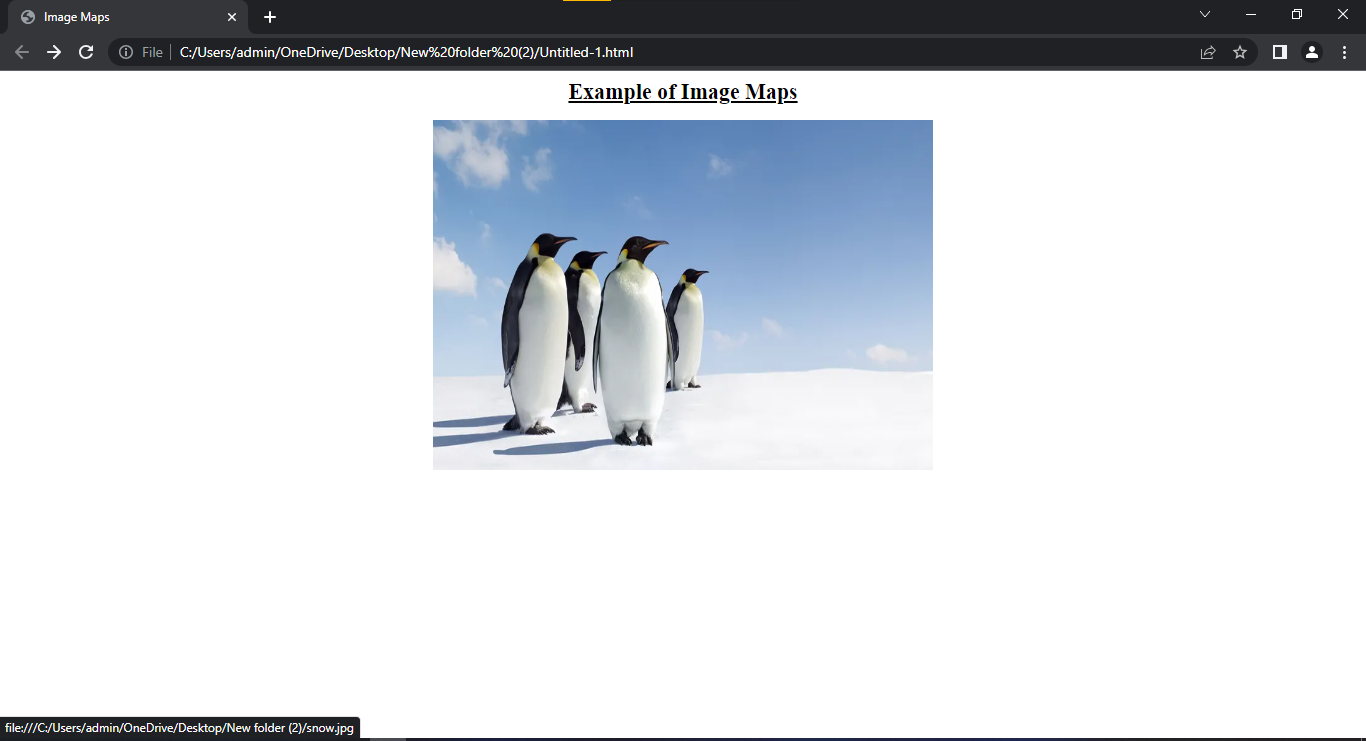 Image Maps
File
C:/Users/admin/OneDrive/Desktop/New%20folder%20(2)/Untitled-1.html
Example of Image Maps
file:///C:/Users/admin/OneDrive/Desktop/New folder (2)/snow.jpg